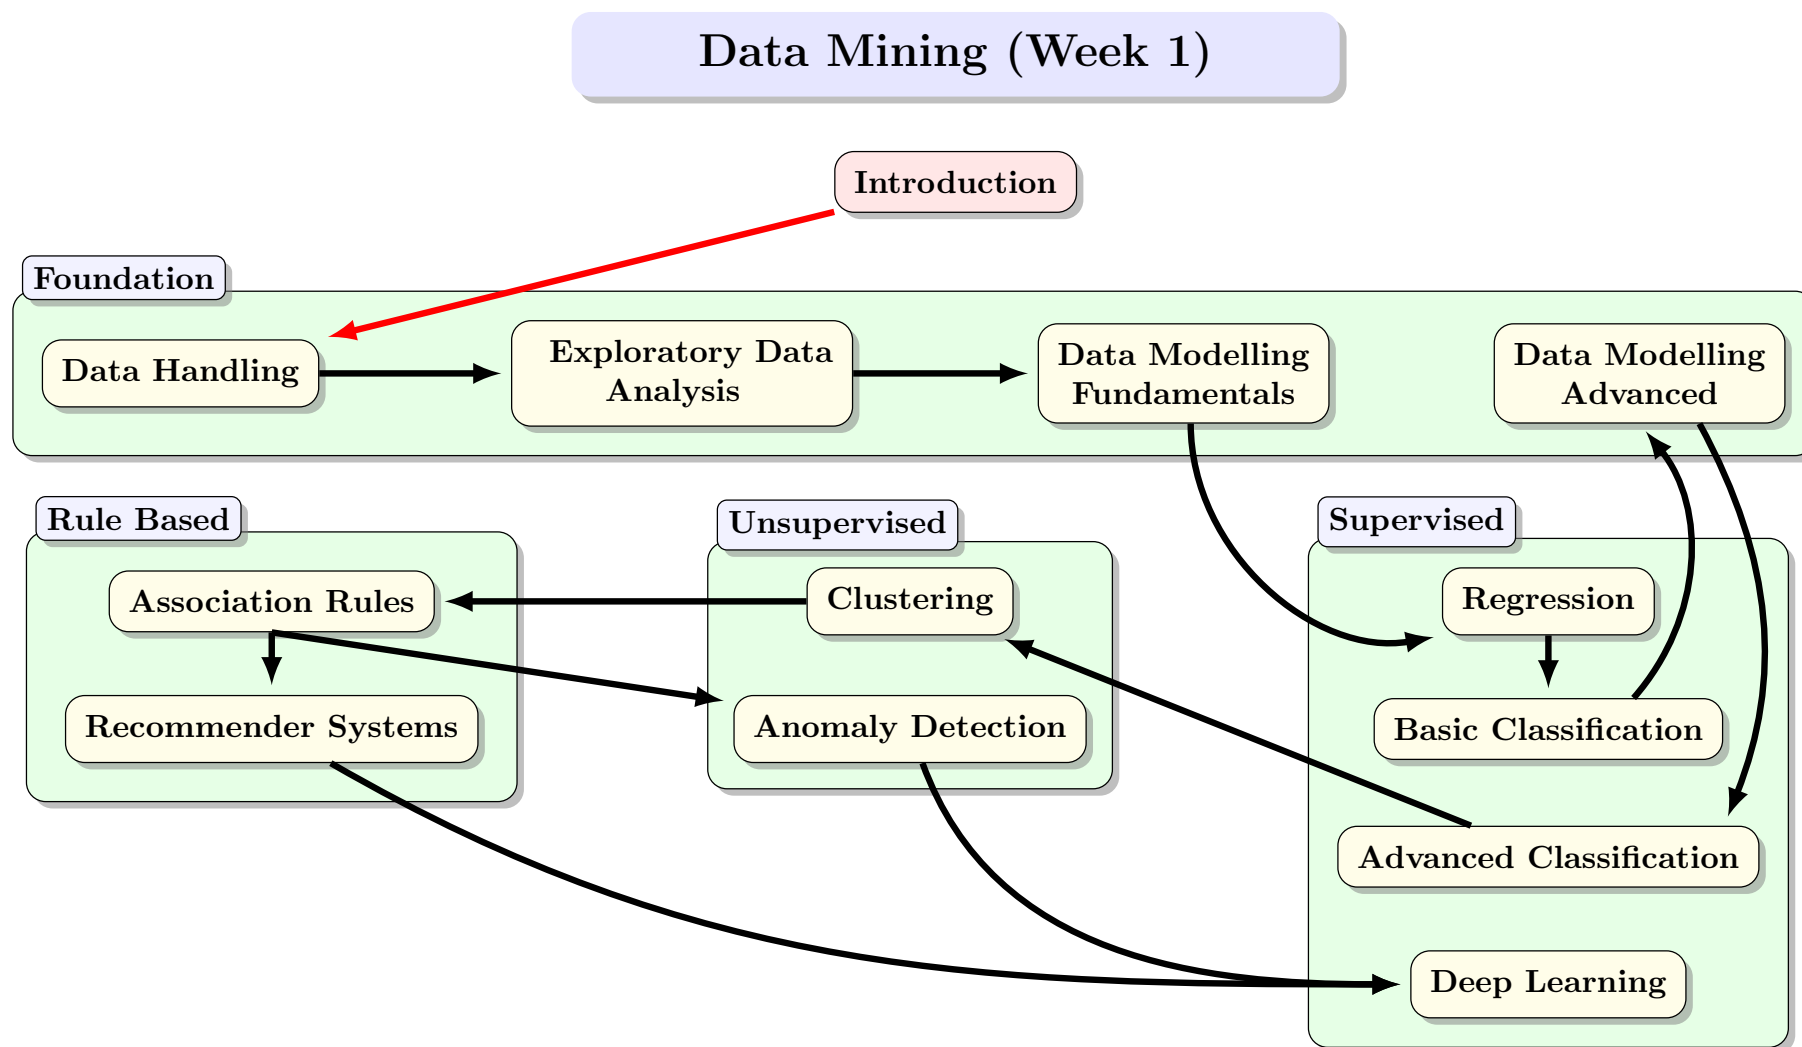 Data Mining (Week 1)
Introduction
Foundation
Data Handling
Exploratory Data
Analysis
Data Modelling
Fundamentals
Data Modelling
Advanced
Rule Based
Association Rules
Recommender Systems
Unsupervised
Clustering
Anomaly Detection
Supervised
Regression
Basic Classification
Advanced Classification
Deep Learning